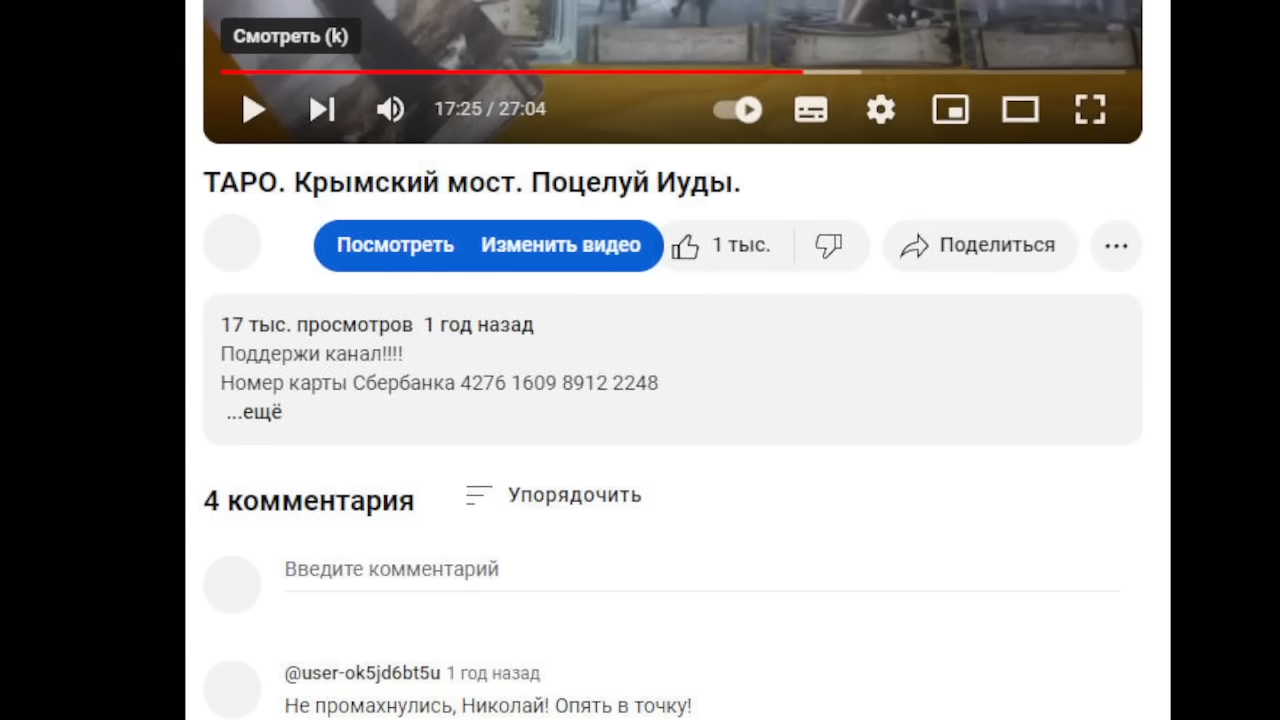 Смотреть (k)
17:25 / 27:04
ТАРО. Крымский мост. Поцелуй Иуды.
Посмотреть Изменить видео 1 тыс. Поделиться
17 тыс. просмотров 1 год назад
Поддержи канал!!!!
Номер карты Сбербанка 4276 1609 8912 2248
...ещё
4 комментария Упорядочить
Введите комментарий
@user-ok5jd6bt5u 1 год назад
Не промахнулись, Николай! Опять в точку!